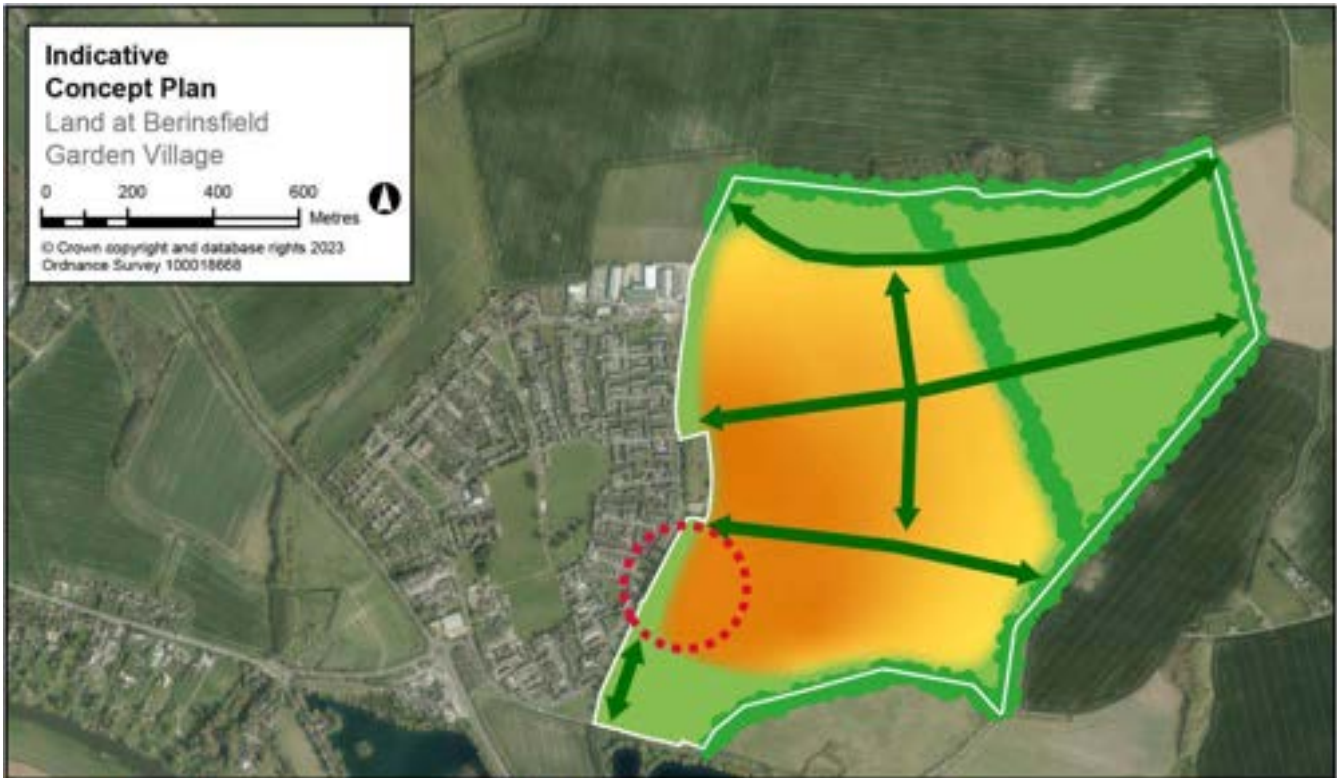 Indicative
Concept Plan
Land at Berinsfield
Garden Village
0 200 400 600
Metres
© Crown copyright and database rights 2023
Ordnance Survey 100018668